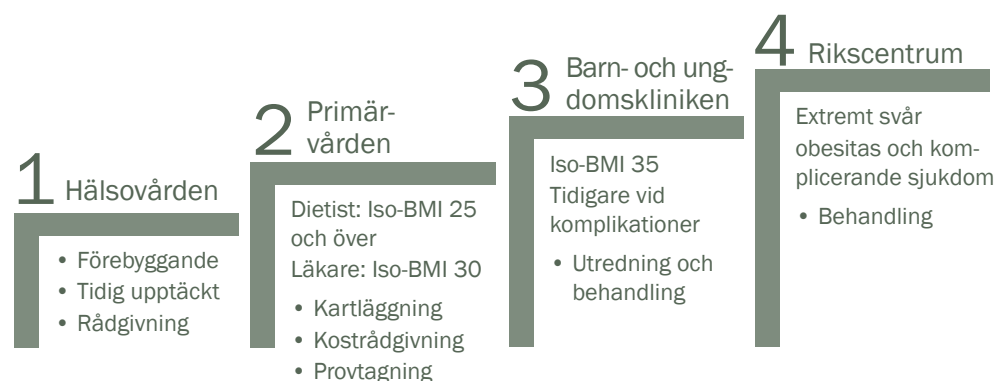 1 Hälsovården
• Förebyggande
• Tidig upptäckt
• Rådgivning
2 Primär-
vården
Dietist: Iso-BMI 25
och över
Läkare: Iso-BMI 30
• Kartläggning
• Kostrådgivning
• Provtagning
3 Barn- och ung-
domskliniken
Iso-BMI 35
Tidigare vid
komplikationer
• Utredning och
behandling
4 Rikscentrum
Extremt svår
obesitas och kom-
plicerande sjukdom
• Behandling